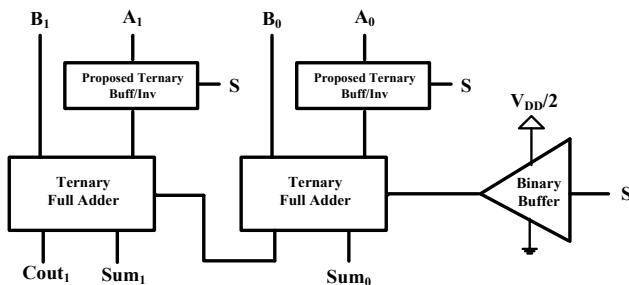 B₁ A₁ B₀ A₀
Proposed Ternary
Buff/Inv
S
Proposed Ternary
Buff/Inv
S
V_DD/2
Ternary
Full Adder
Ternary
Full Adder
Binary
Buffer
S
Cout₁ Sum₁ Sum₀